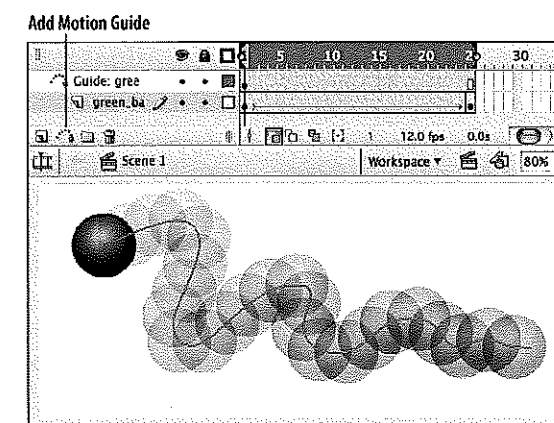 Add Motion Guide
5 10 15 20 30
Guide: gree
green_ba
1 12.0 fps 0.0s
Scene 1 Workspace 80%